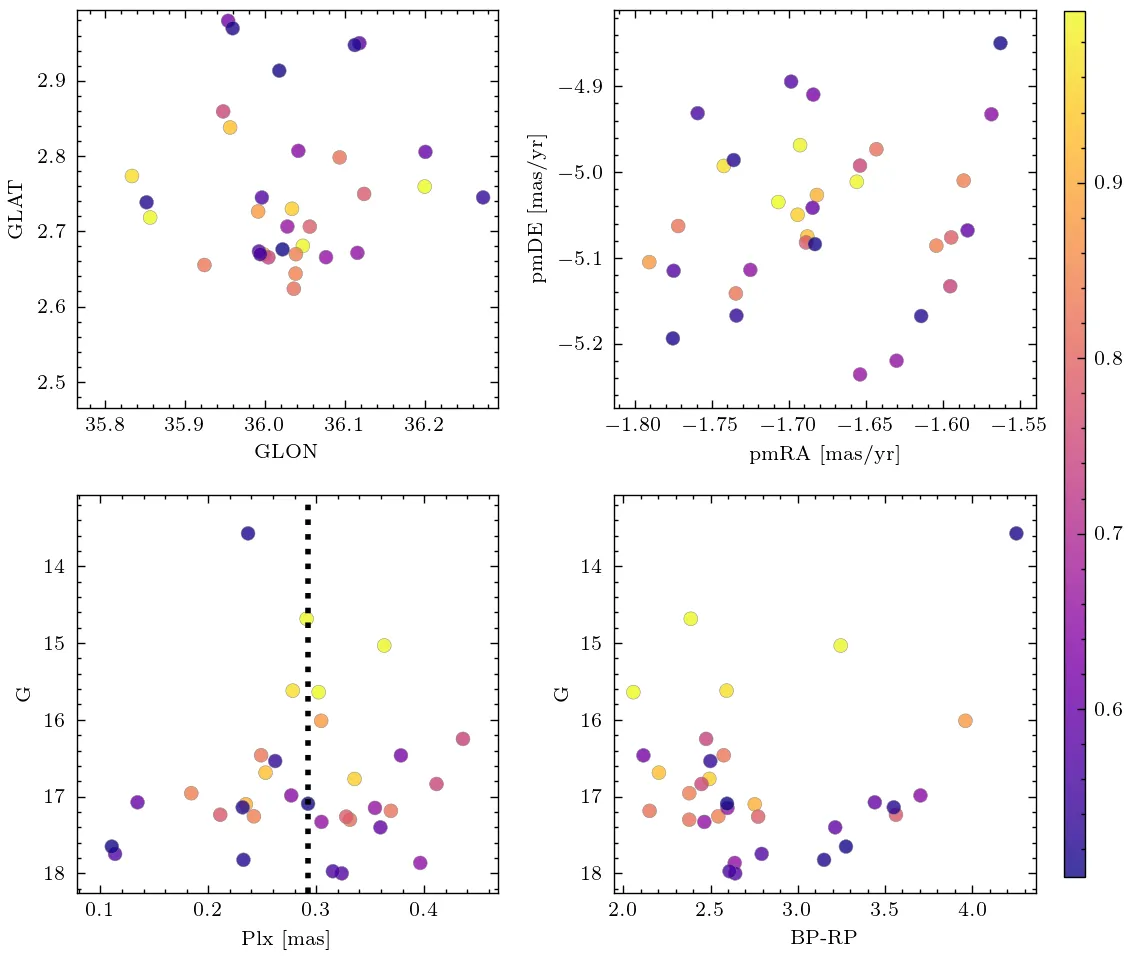 2.9
2.8
2.7
2.6
2.5
GLAT
35.8 35.9 36.0 36.1 36.2
GLON
−4.9
−5.0
−5.1
−5.2
pmDE [mas/yr]
−1.80 −1.75 −1.70 −1.65 −1.60 −1.55
pmRA [mas/yr]
0.9
0.8
0.7
0.6
14
15
16
17
18
G
0.1 0.2 0.3 0.4
Plx [mas]
14
15
16
17
18
G
2.0 2.5 3.0 3.5 4.0
BP-RP